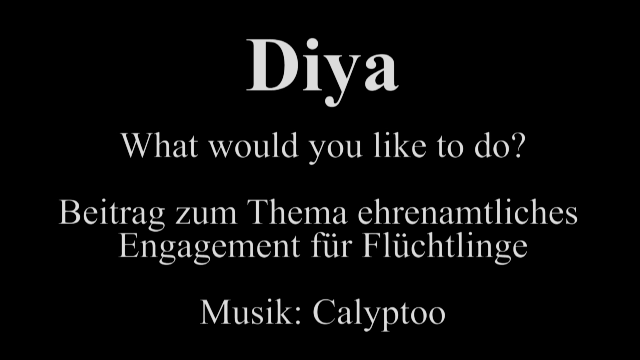 Diya
What would you like to do?
Beitrag zum Thema ehrenamtliches
Engagement für Flüchtlinge
Musik: Calyptoo